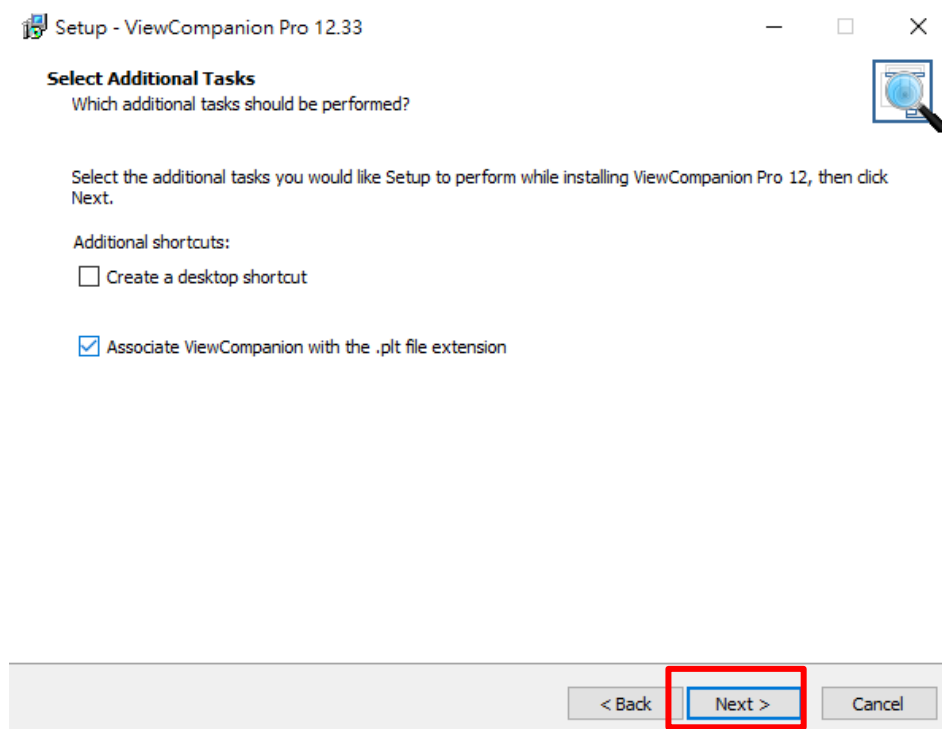 Setup - ViewCompanion Pro 12.33
Select Additional Tasks
Which additional tasks should be performed?
Select the additional tasks you would like Setup to perform while installing ViewCompanion Pro 12, then click
Next.
Additional shortcuts:
Create a desktop shortcut
Associate ViewCompanion with the .plt file extension
< Back Next > Cancel